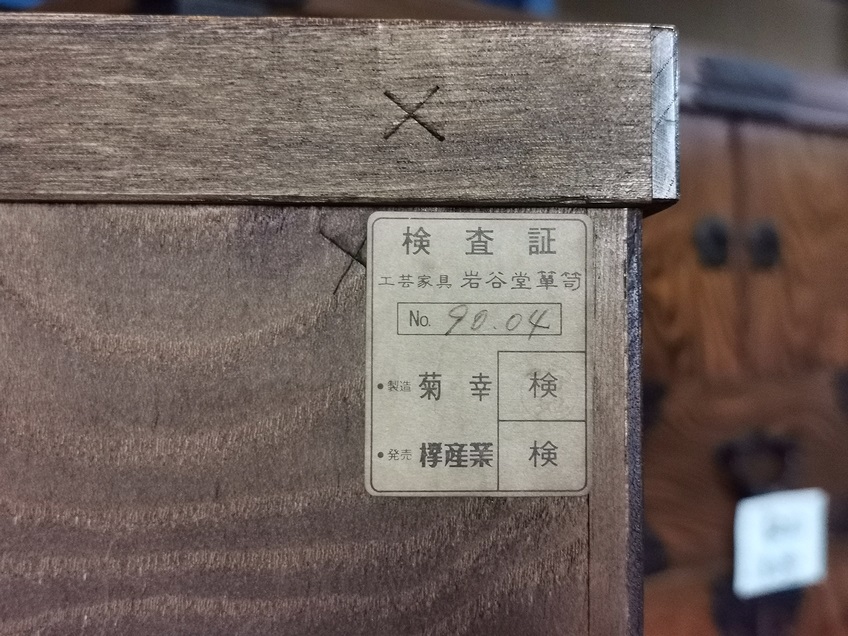 検査証
工芸家具 岩谷堂箪笥
No. 90.04
●製造 菊幸 検
●発売 欅産業 検